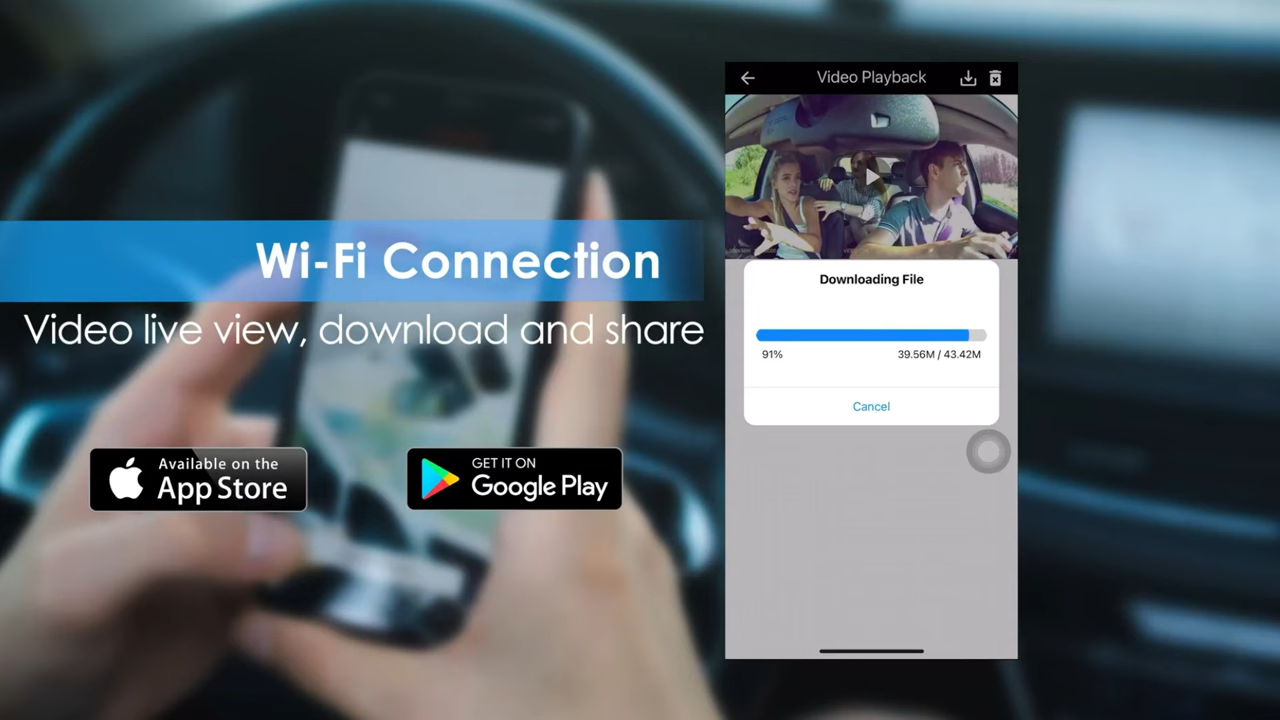 Wi-Fi Connection
Video live view, download and share
Available on the
App Store
GET IT ON
Google Play
Video Playback
Downloading File
91%
39.56M / 43.42M
Cancel